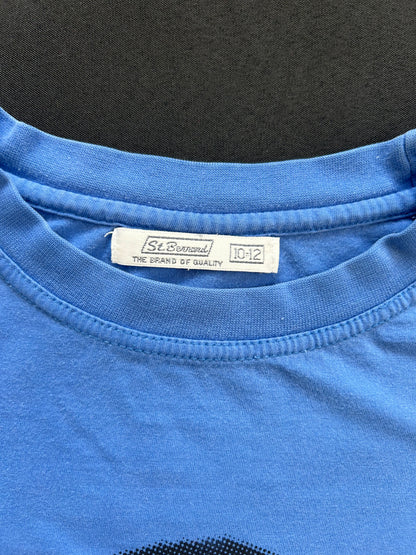 St Bernard
THE BRAND OF QUALITY
10-12